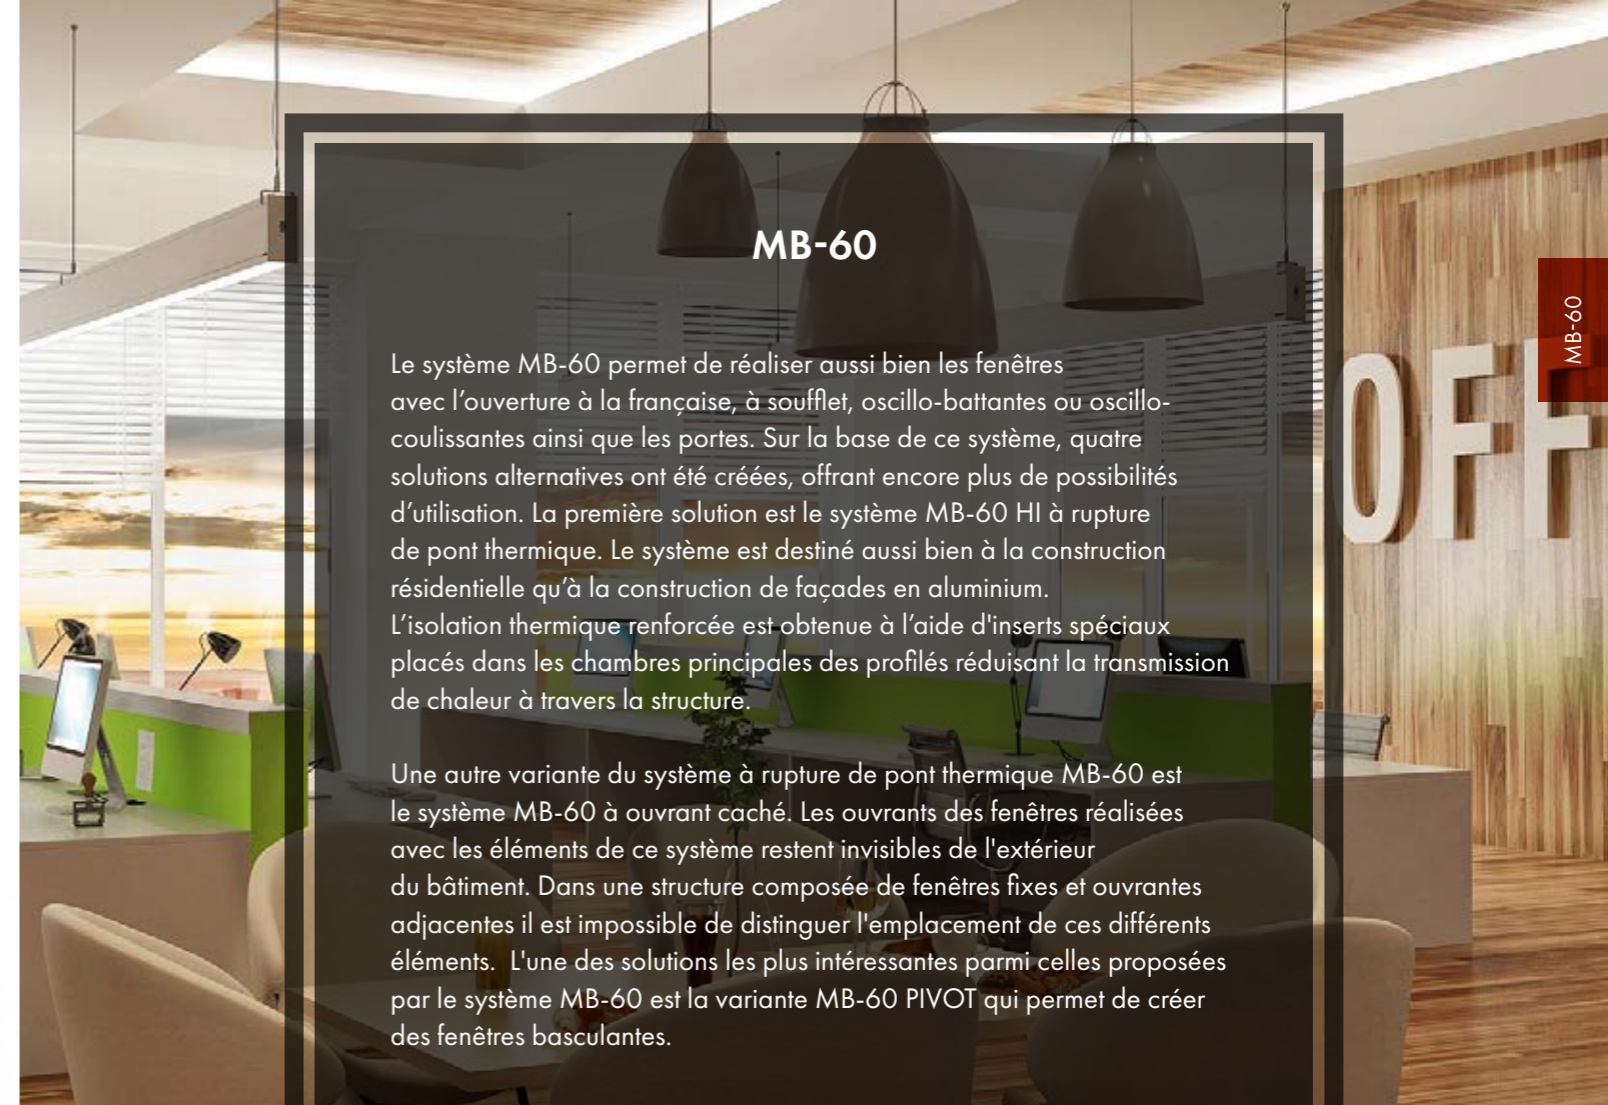 MB-60
MB-60
OFF
Le système MB-60 permet de réaliser aussi bien les fenêtres
avec l’ouverture à la française, à soufflet, oscillo-battantes ou oscillo-
coulissantes ainsi que les portes. Sur la base de ce système, quatre
solutions alternatives ont été créées, offrant encore plus de possibilités
d’utilisation. La première solution est le système MB-60 HI à rupture
de pont thermique. Le système est destiné aussi bien à la construction
résidentielle qu’à la construction de façades en aluminium.
L’isolation thermique renforcée est obtenue à l’aide d'inserts spéciaux
placés dans les chambres principales des profilés réduisant la transmission
de chaleur à travers la structure.
Une autre variante du système à rupture de pont thermique MB-60 est
le système MB-60 à ouvrant caché. Les ouvrants des fenêtres réalisées
avec les éléments de ce système restent invisibles de l'extérieur
du bâtiment. Dans une structure composée de fenêtres fixes et ouvrantes
adjacentes il est impossible de distinguer l'emplacement de ces différents
éléments.  L'une des solutions les plus intéressantes parmi celles proposées
par le système MB-60 est la variante MB-60 PIVOT qui permet de créer
des fenêtres basculantes.